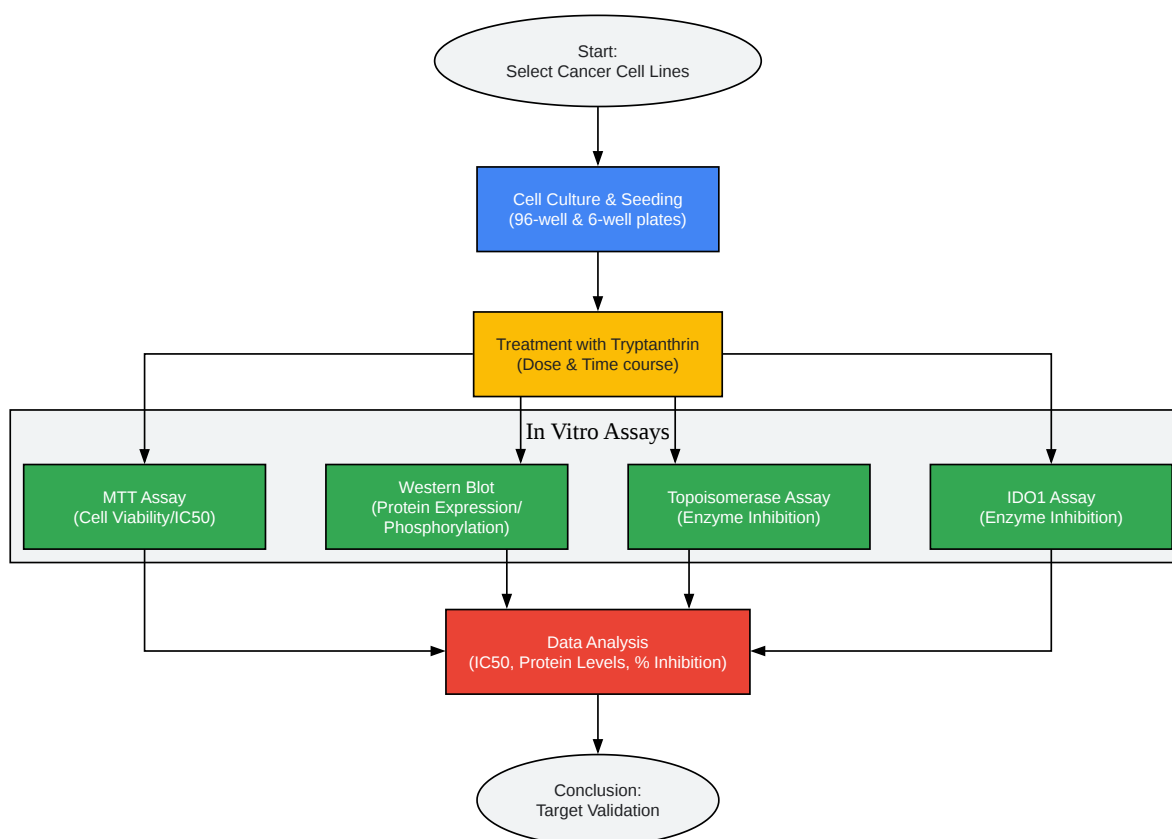 Start:
Select Cancer Cell Lines
Cell Culture & Seeding
(96-well & 6-well plates)
Treatment with Tryptanthrin
(Dose & Time course)
In Vitro Assays
MTT Assay
(Cell Viability/IC50)
Western Blot
(Protein Expression/
Phosphorylation)
Topoisomerase Assay
(Enzyme Inhibition)
IDO1 Assay
(Enzyme Inhibition)
Data Analysis
(IC50, Protein Levels, % Inhibition)
Conclusion:
Target Validation